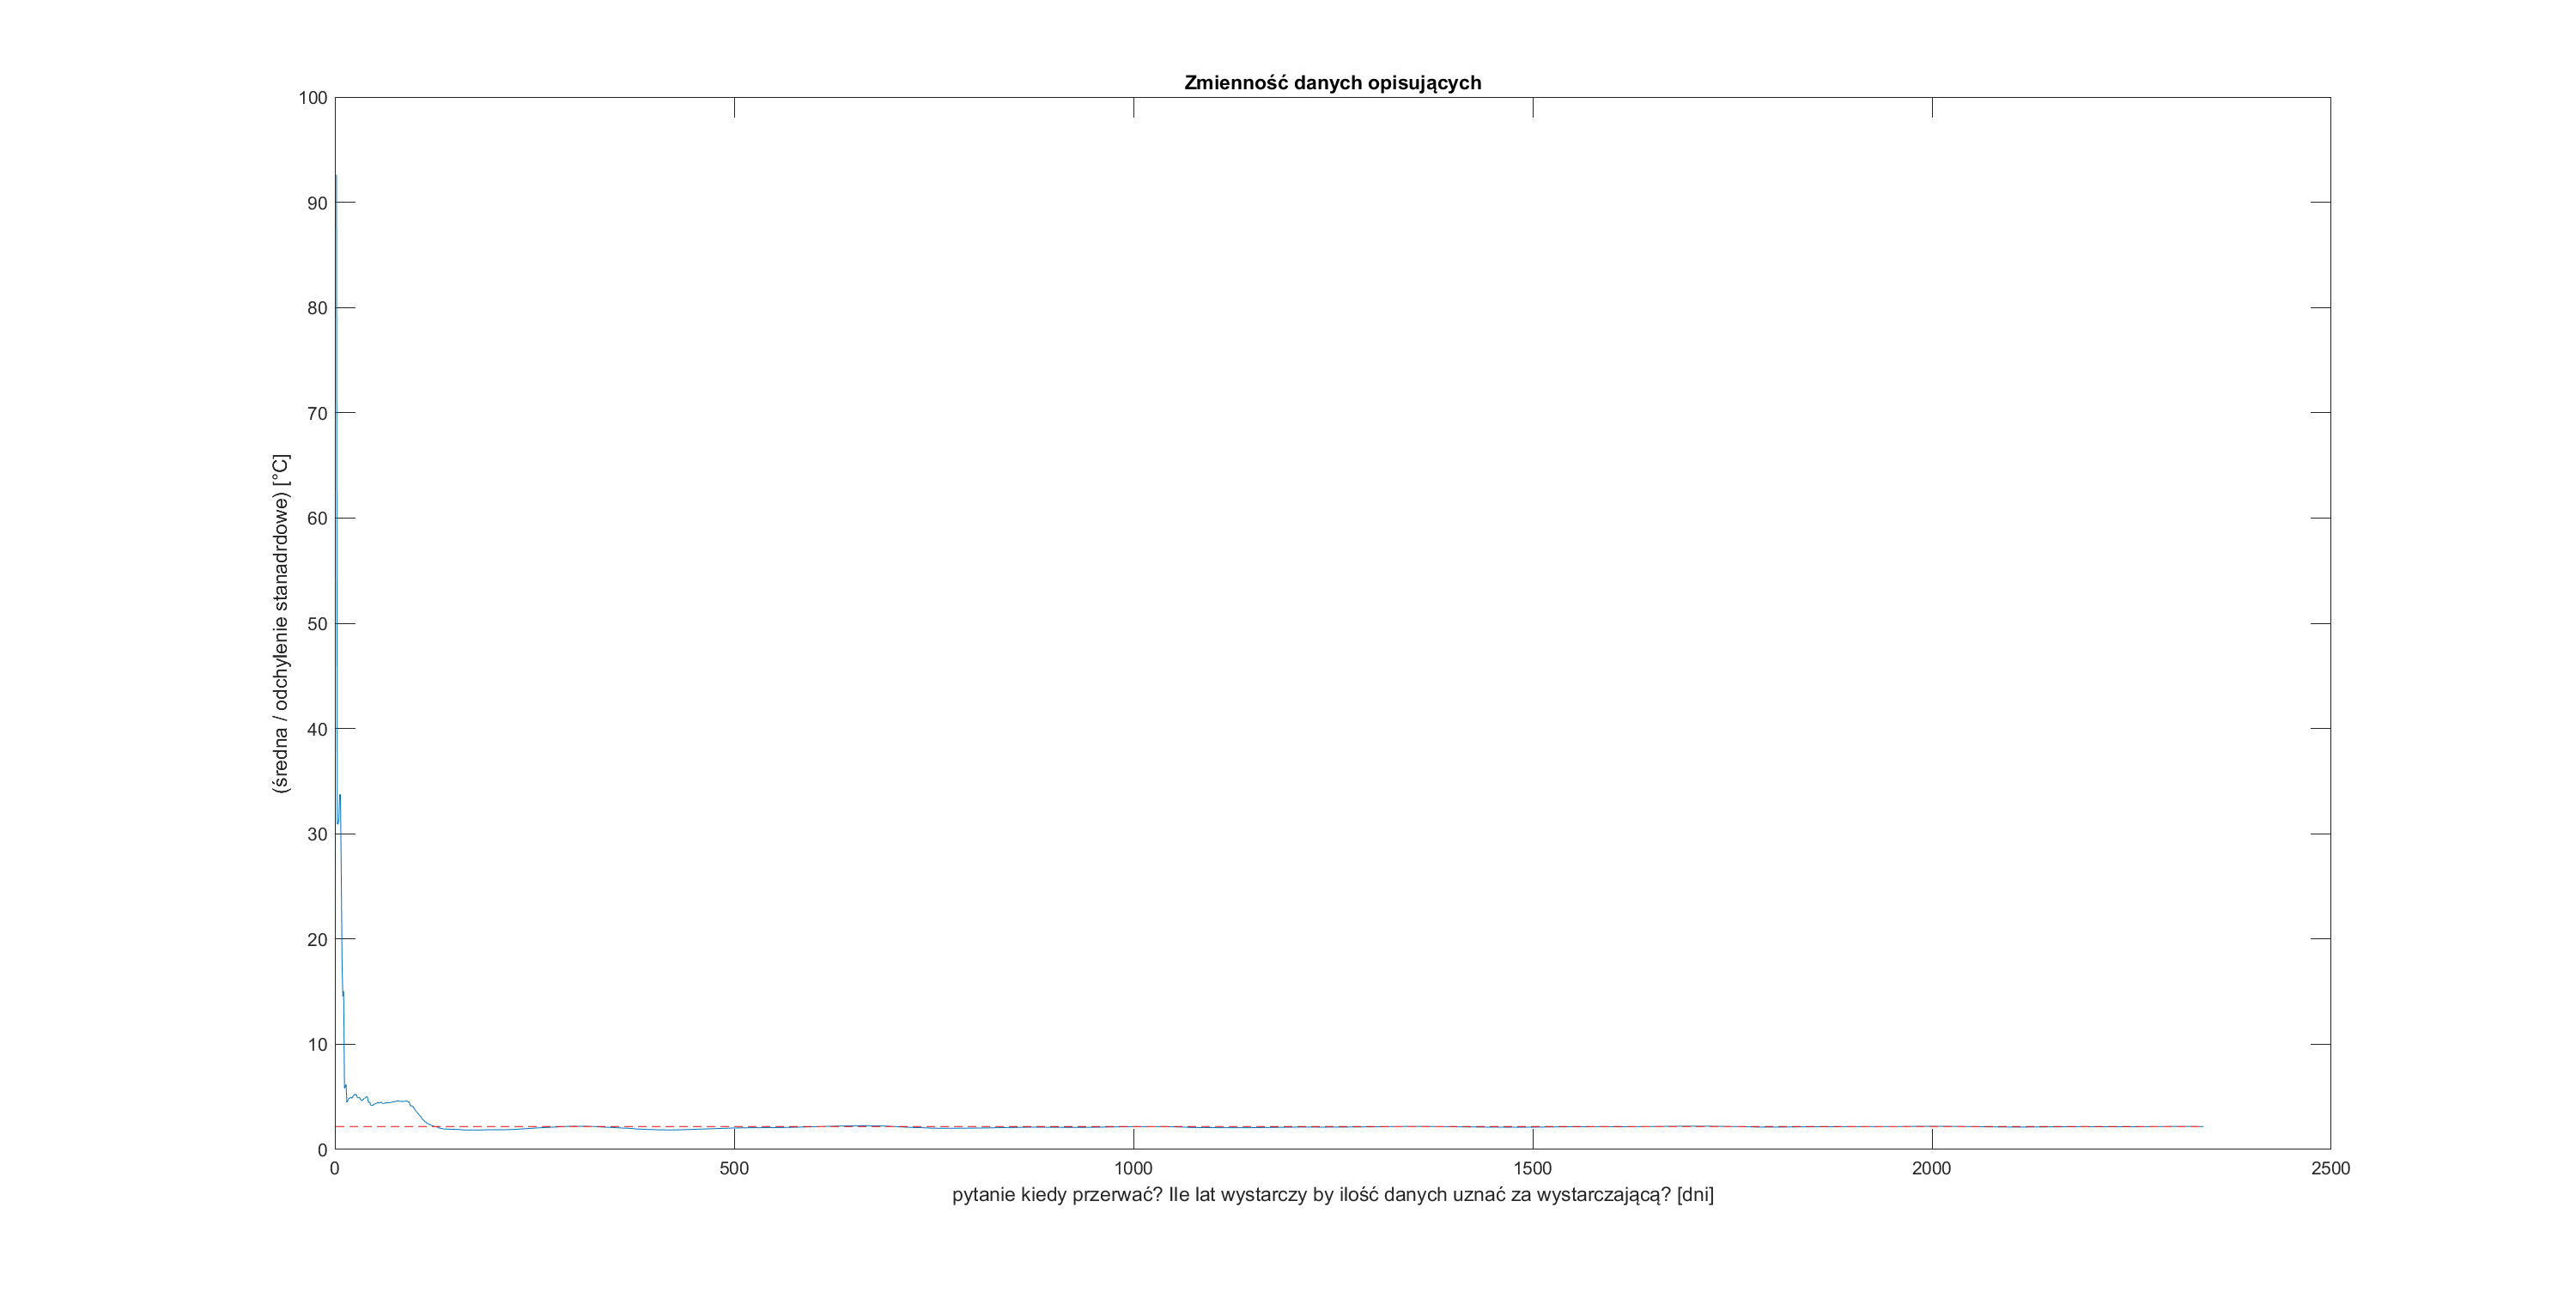 Zmienność danych opisujących
100
90
80
70
60
50
40
30
20
10
0
(średna / odchylenie stanadrdowe) [°C]
0 500 1000 1500 2000 2500
pytanie kiedy przerwać? Ile lat wystarczy by ilość danych uznać za wystarczającą? [dni]